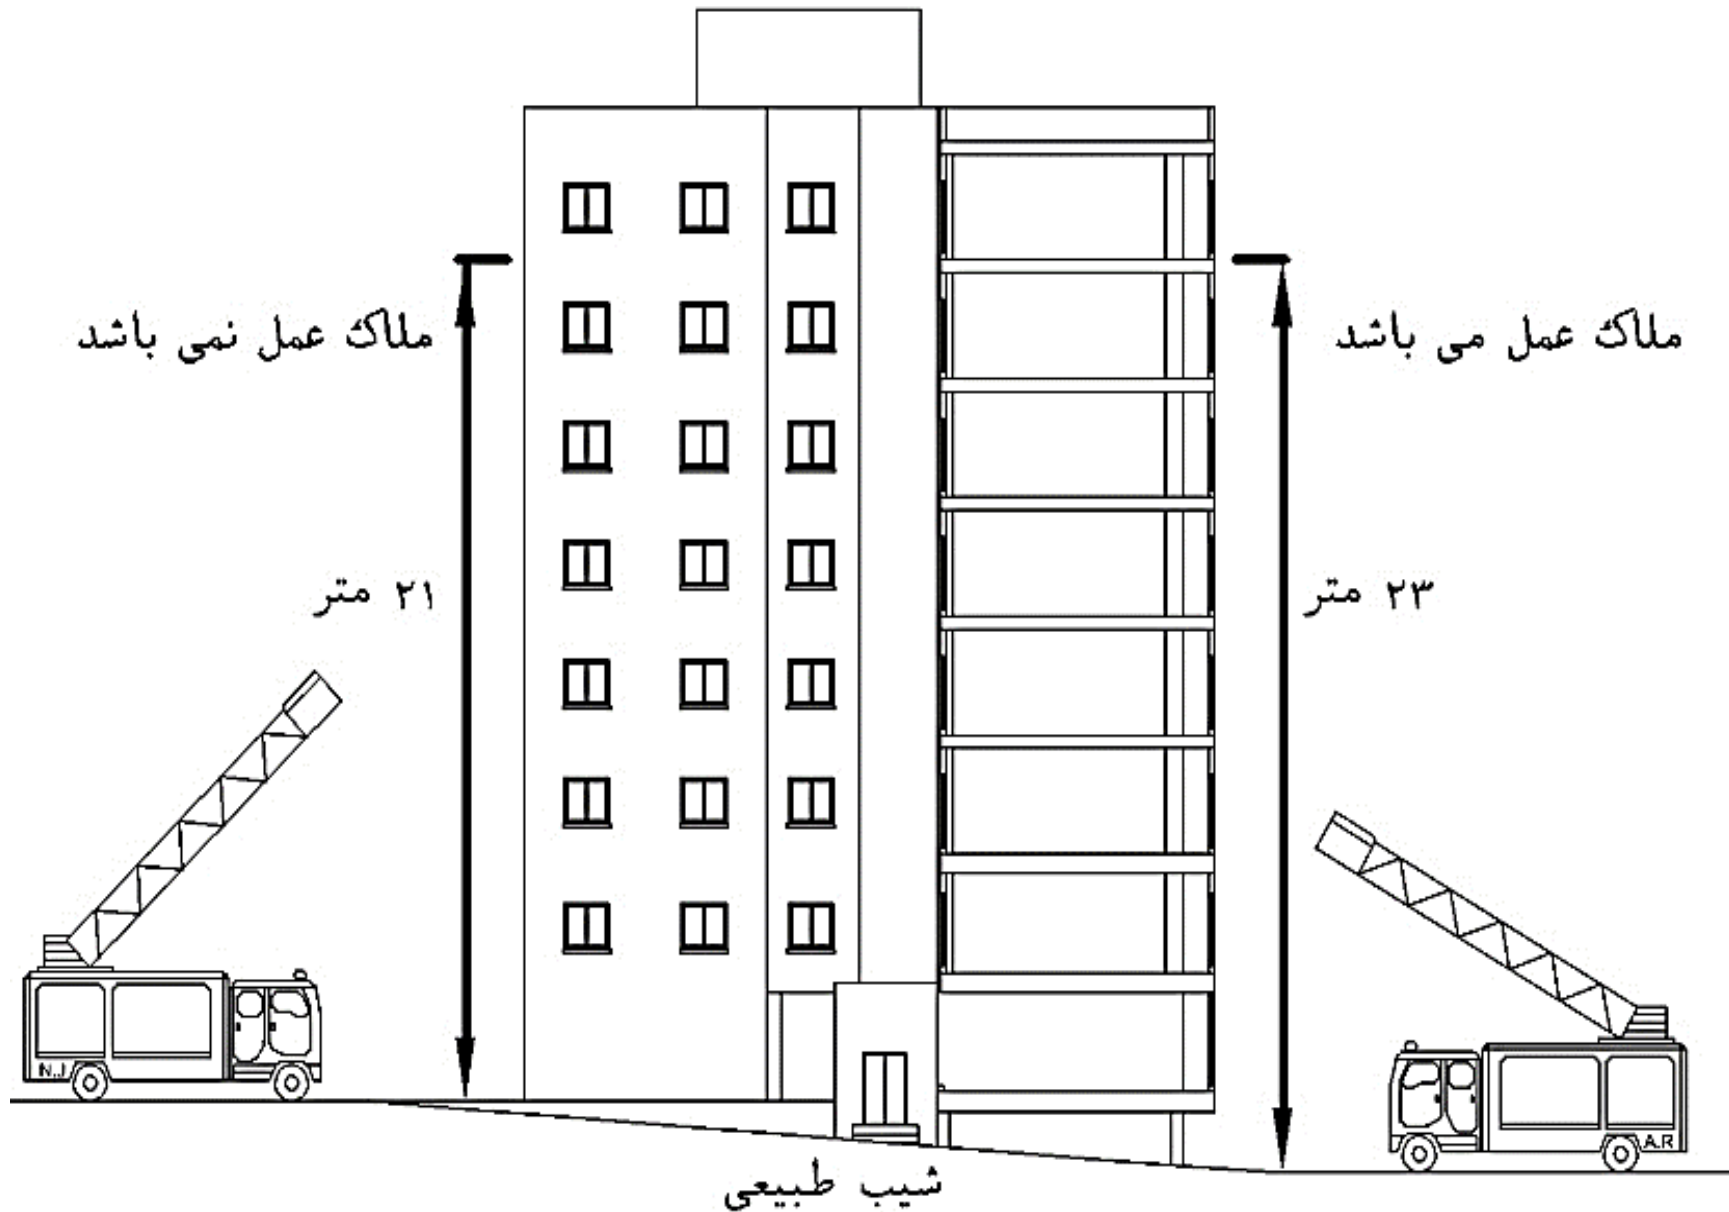 ملاک عمل می باشد
ملاک عمل نمی باشد
۲۳ متر
۲۱ متر
N.J
A.R
شیب طبیعی